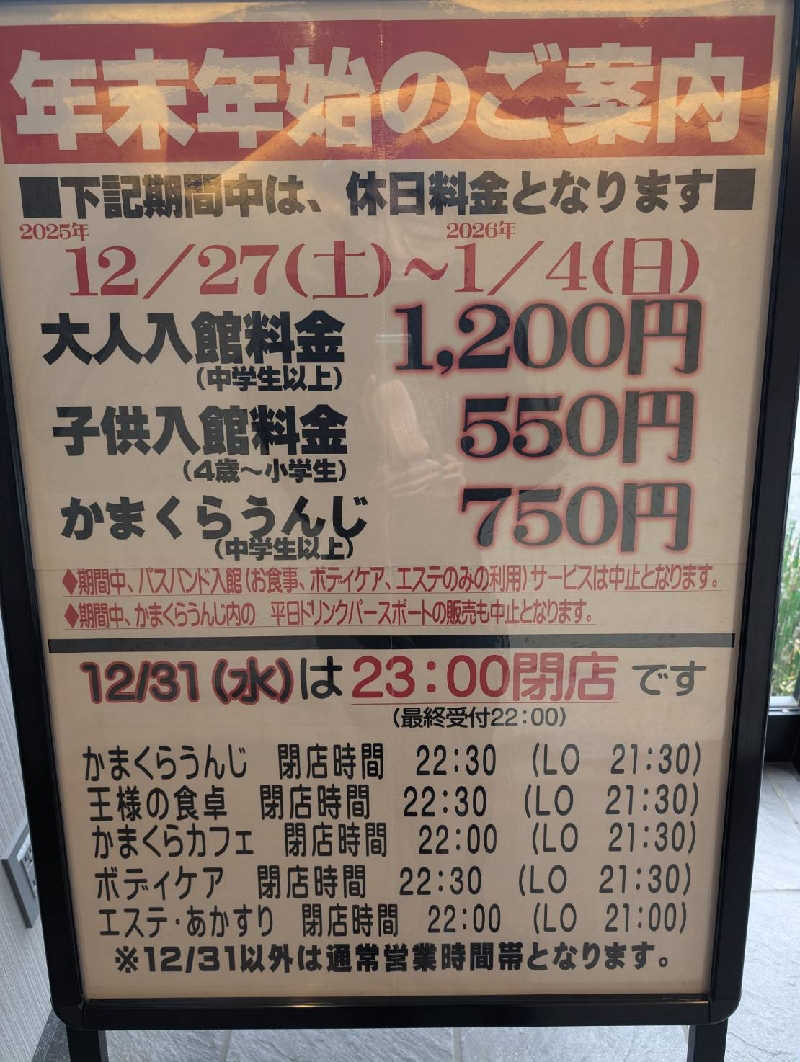 年末年始のご案内
■下記期間中は、休日料金となります■
2025年 2026年
12/27(土)～1/4(日)
大人入館料金 1,200円
(中学生以上)
子供入館料金 550円
(4歳～小学生)
かまくらうんじ 750円
(中学生以上)
◆期間中、バスバンド入館(お食事、ボディケア、エステのみの利用)サービスは中止となります。
◆期間中、かまくらうんじ内の 平日ドリンクパースポートの販売も中止となります。
12/31(水)は23:00閉店です
(最終受付22:00)
かまくらうんじ 閉店時間 22:30 (LO 21:30)
王様の食卓 閉店時間 22:30 (LO 21:30)
かまくらカフェ 閉店時間 22:00 (LO 21:30)
ボディケア 閉店時間 22:30 (LO 21:30)
エステ・あかすり 閉店時間 22:00 (LO 21:00)
※12/31以外は通常営業時間帯となります。